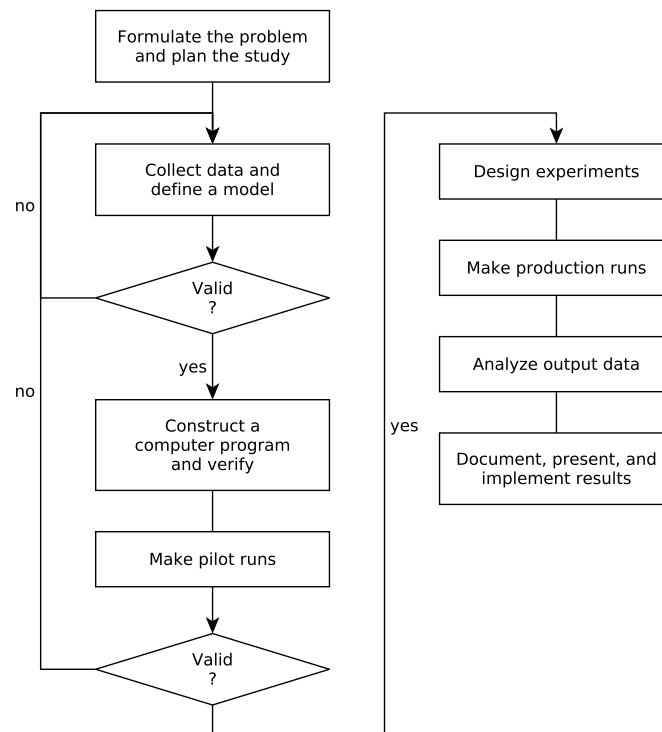 Formulate the problem
and plan the study
Collect data and
define a model
no
Valid
?
yes
no
Construct a
computer program
and verify
Make pilot runs
Valid
?
yes
Design experiments
Make production runs
Analyze output data
Document, present, and
implement results